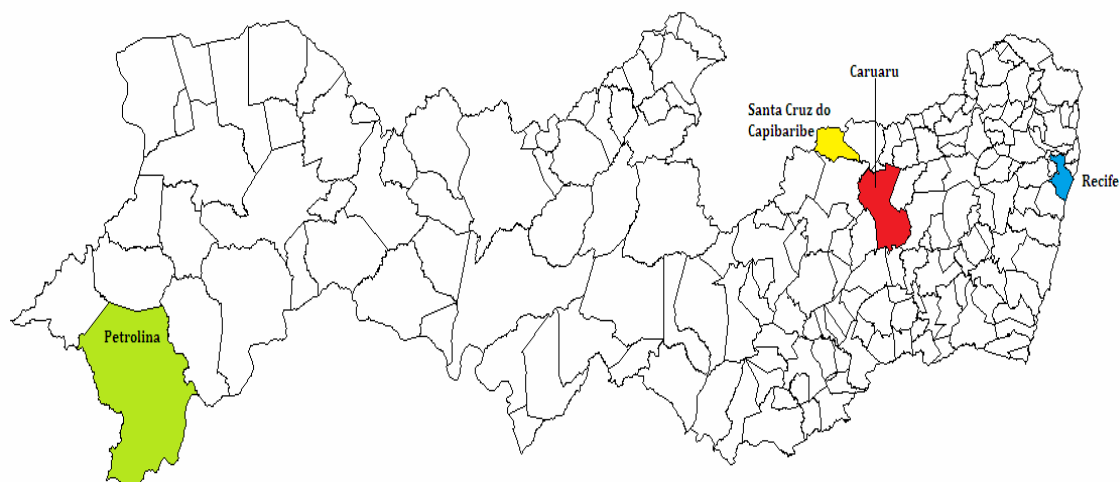 Caruaru
Santa Cruz do
Capibaribe
Recife
Petrolina